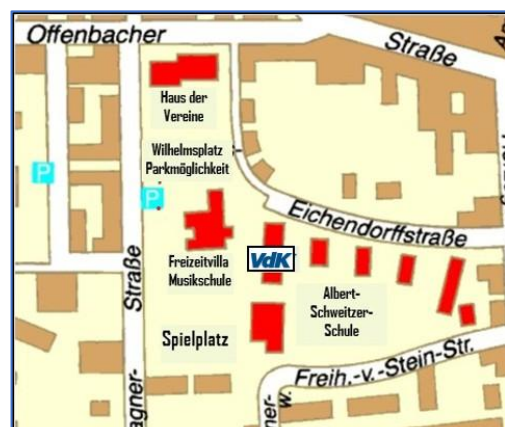 Offenbacher
Straße
Haus der
Vereine
Wilhelmsplatz
Parkmöglichkeit
P
P
Eichendorffstraße
Freizeitvilla
Musikschule
VdK
Albert-
Schweitzer-
Schule
Straße
Spielplatz
Freih.-v.-Stein-Str.